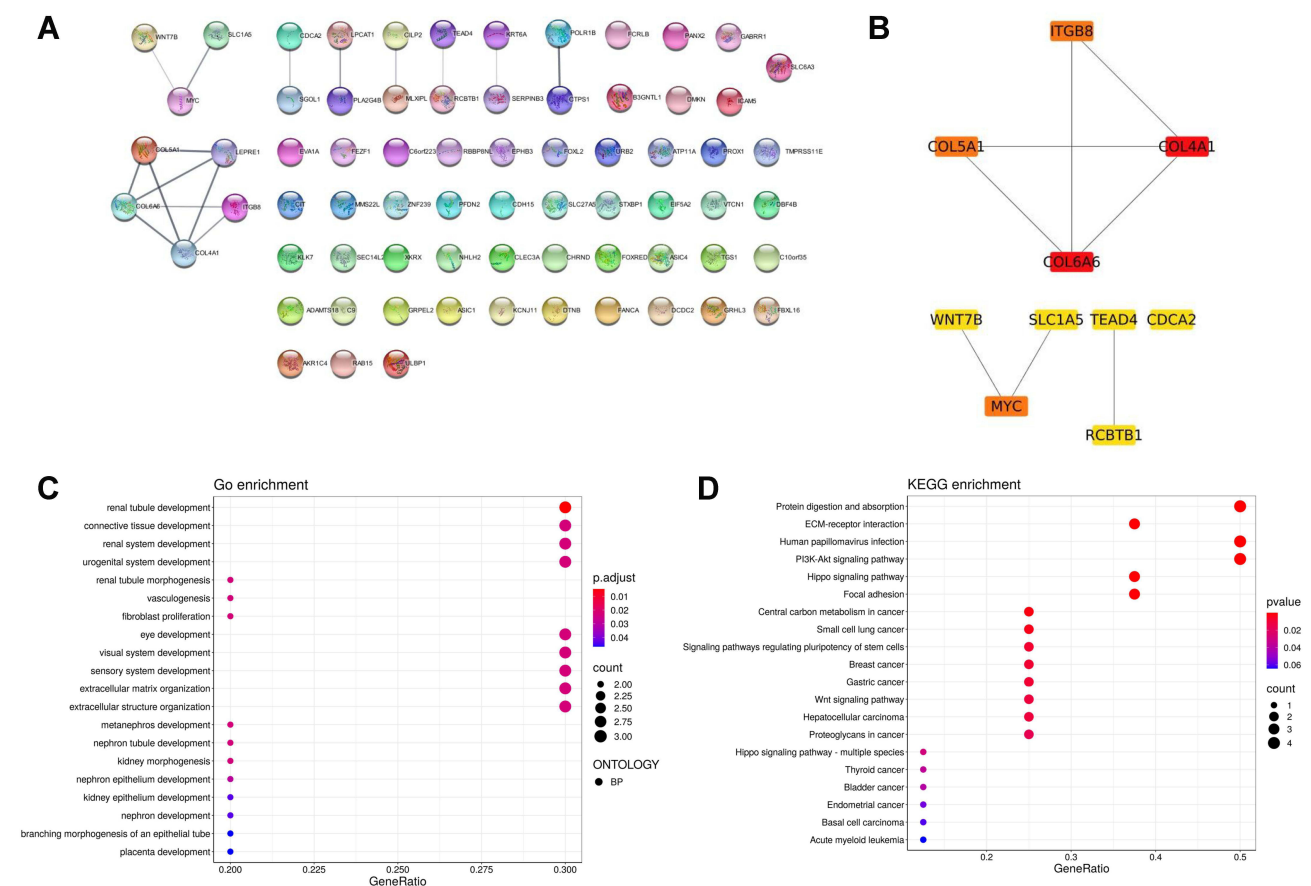 A
WNT7B
SLC1A5
MYC
CDCA2
LPCAT1
CILP2
TEAD4
KRT6A
POLR1B
FCRLB
PANX2
GABRR1
SLC6A3
SGOL1
PLA2G4B
MLXIPL
RCBTB1
SERPINB3
CTPS1
B3GNTL1
DMKN
ICAM5
COL5A1
LEPRE1
COL6A6
ITGB8
COL4A1
EVA1A
FEZF1
C6orf223
RBBP8NL
EPHB3
FOXL2
URB2
ATP11A
PROX1
TMPRSS11E
CIT
MMS22L
ZNF239
PFDN2
CDH15
SLC27A5
STXBP1
EIF5A2
VTCN1
DBF4B
KLK7
SEC14L2
XKRX
NHLH2
CLEC3A
CHRND
FOXRED
ASIC4
TGS1
C10orf35
ADAMTS18
C9
GRPEL2
ASIC1
KCNJ11
DTNB
FANCA
DCDC2
GRHL3
FBXL16
AKR1C4
RAB15
ULBP1
B
ITGB8
COL5A1
COL4A1
COL6A6
WNT7B
SLC1A5
TEAD4
CDCA2
MYC
RCBTB1
C
Go enrichment
renal tubule development
connective tissue development
renal system development
urogenital system development
renal tubule morphogenesis
vasculogenesis
fibroblast proliferation
eye development
visual system development
sensory system development
extracellular matrix organization
extracellular structure organization
metanephros development
nephron tubule development
kidney morphogenesis
nephron epithelium development
kidney epithelium development
nephron development
branching morphogenesis of an epithelial tube
placenta development
0.200 0.225 0.250 0.275 0.300
GeneRatio
p.adjust
0.01
0.02
0.03
0.04
count
2.00
2.25
2.50
2.75
3.00
ONTOLOGY
BP
D
KEGG enrichment
Protein digestion and absorption
ECM-receptor interaction
Human papillomavirus infection
PI3K-Akt signaling pathway
Hippo signaling pathway
Focal adhesion
Central carbon metabolism in cancer
Small cell lung cancer
Signaling pathways regulating pluripotency of stem cells
Breast cancer
Gastric cancer
Wnt signaling pathway
Hepatocellular carcinoma
Proteoglycans in cancer
Hippo signaling pathway - multiple species
Thyroid cancer
Bladder cancer
Endometrial cancer
Basal cell carcinoma
Acute myeloid leukemia
0.2 0.3 0.4 0.5
GeneRatio
pvalue
0.02
0.04
0.06
count
1
2
3
4